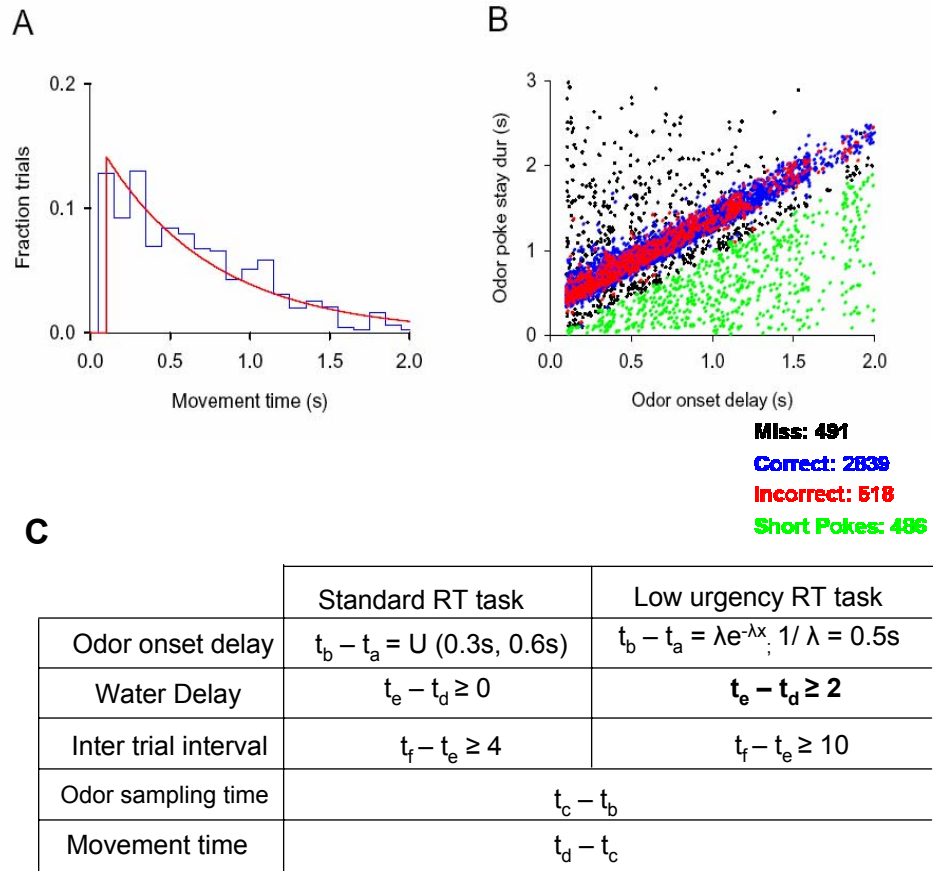 A
B
Fraction trials
0.2
0.1
0.0
0.0 0.5 1.0 1.5 2.0
Movement time (s)
Odor poke stay dur (s)
3
2
1
0
0.0 0.5 1.0 1.5 2.0
Odor onset delay (s)
Miss: 491
Correct: 2839
Incorrect: 518
Short Pokes: 486
C
Standard RT task Low urgency RT task
Odor onset delay t_b – t_a = U (0.3s, 0.6s) t_b – t_a = λe^-λx; 1/ λ = 0.5s
Water Delay t_e – t_d ≥ 0 t_e – t_d ≥ 2
Inter trial interval t_f – t_e ≥ 4 t_f – t_e ≥ 10
Odor sampling time t_c – t_b
Movement time t_d – t_c